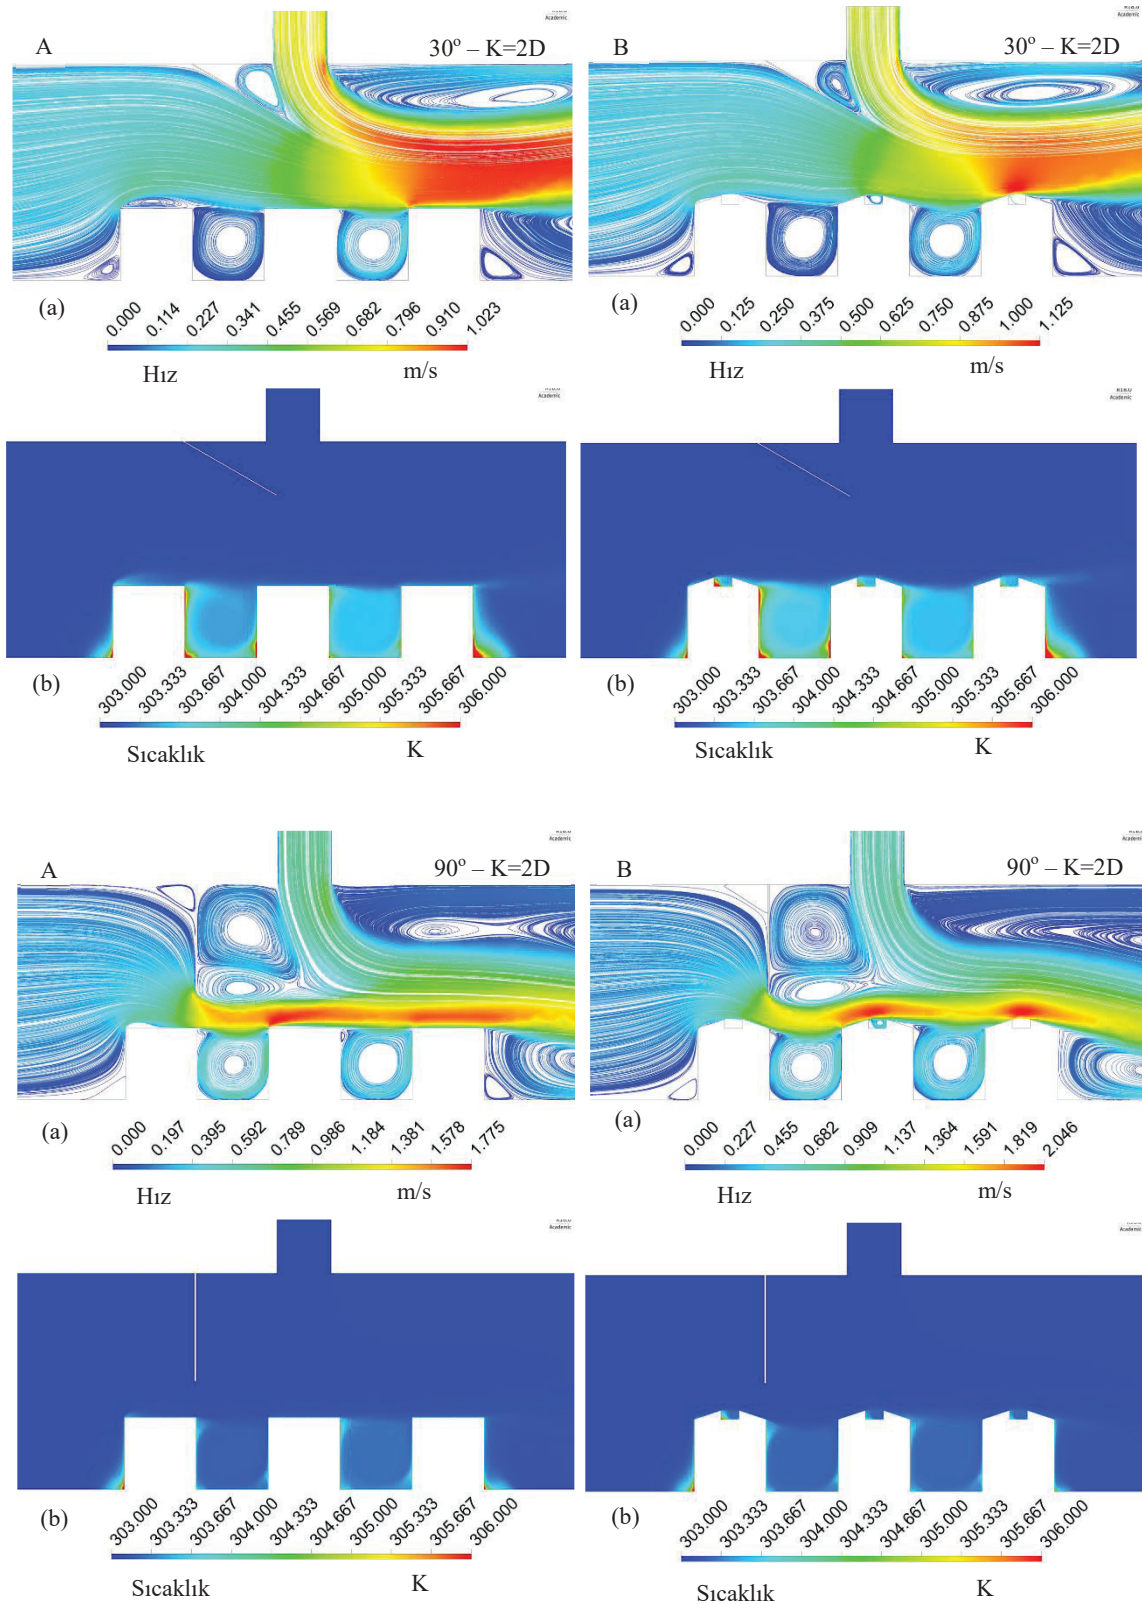 A
30° – K=2D
Academic
B
30° – K=2D
Academic
(a)
0.000 0.114 0.227 0.341 0.455 0.569 0.682 0.796 0.910 1.023
Hız m/s
(a)
0.000 0.125 0.250 0.375 0.500 0.625 0.750 0.875 1.000 1.125
Hız m/s
Academic
Academic
(b)
303.000 303.333 303.667 304.000 304.333 304.667 305.000 305.333 305.667 306.000
Sıcaklık K
(b)
303.000 303.333 303.667 304.000 304.333 304.667 305.000 305.333 305.667 306.000
Sıcaklık K
A
90° – K=2D
Academic
B
90° – K=2D
Academic
(a)
0.000 0.197 0.395 0.592 0.789 0.986 1.184 1.381 1.578 1.775
Hız m/s
(a)
0.000 0.227 0.455 0.682 0.909 1.137 1.364 1.591 1.819 2.046
Hız m/s
Academic
Academic
(b)
303.000 303.333 303.667 304.000 304.333 304.667 305.000 305.333 305.667 306.000
Sıcaklık K
(b)
303.000 303.333 303.667 304.000 304.333 304.667 305.000 305.333 305.667 306.000
Sıcaklık K